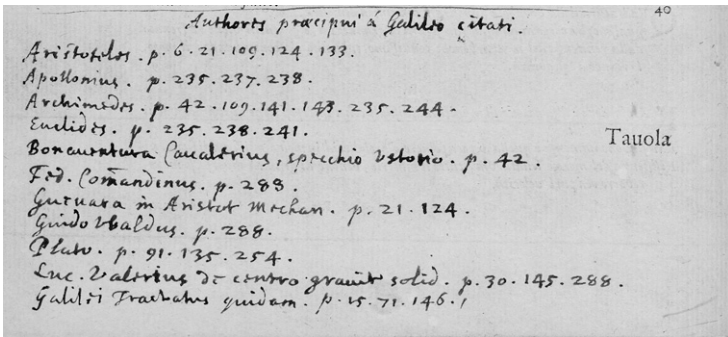 40
Authores præcipui á Galileo citati.
Aristoteles. p. 6. 21. 109. 124. 133.
Apollonius. p. 235. 237. 238.
Archimedes. p. 42. 109. 141. 143. 235. 244.
Euclides. p. 235. 238. 241.
Tauola
Bonauentura Caualerius, specchio Ustorio. p. 42.
Fed. Comandinus. p. 288.
Gueuara in Aristot Mechan. p. 21. 124.
Guido Ubaldus. p. 288.
Plato. p. 91. 135. 254.
Luc. Valerius de centro grauit solid. p. 30. 145. 288.
Galilei Tractatus quidam. p. 15. 71. 146.